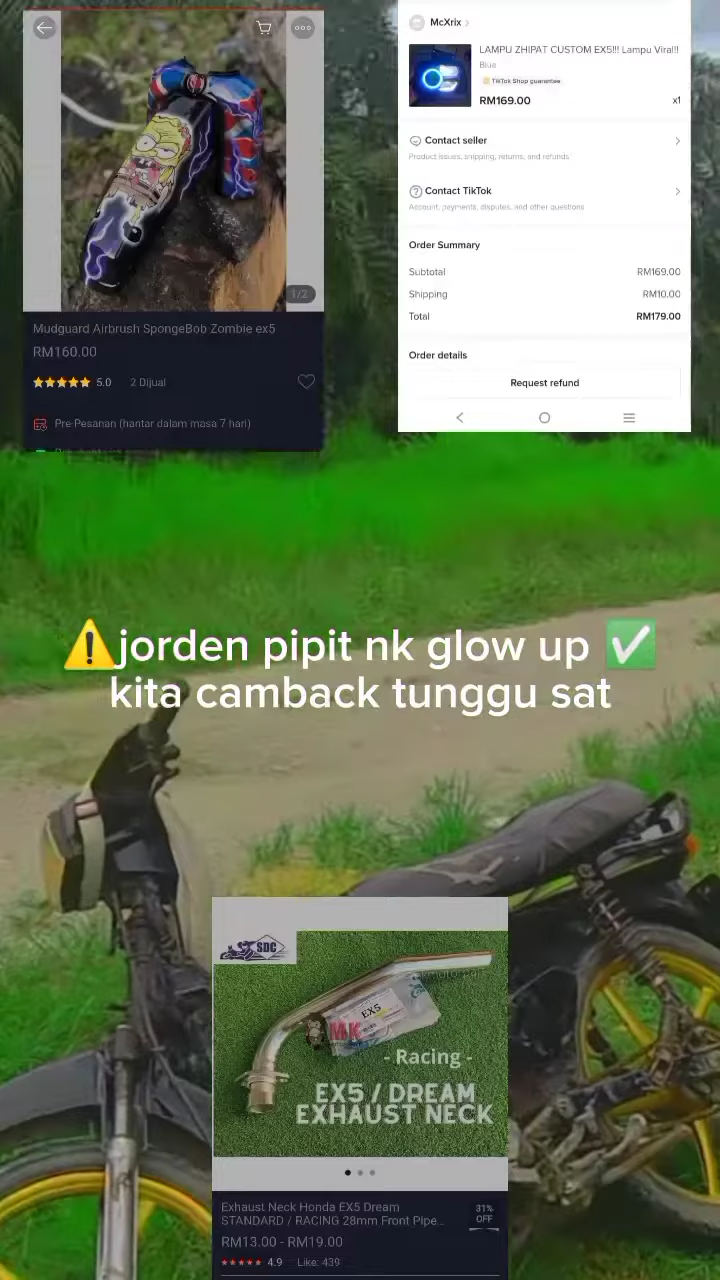 1/2
Mudguard Airbrush SpongeBob Zombie ex5
RM160.00
5.0 2 Dijual
Pre Pesanan (hantar dalam masa 7 hari)
McXrix
LAMPU ZHIPAT CUSTOM EX5!!! Lampu Viral!!
Blue
TikTok Shop guarantee
RM169.00 x1
Contact seller
Product issues, shipping, returns, and refunds
Contact TikTok
Account, payments, disputes, and other questions
Order Summary
Subtotal RM169.00
Shipping RM10.00
Total RM179.00
Order details
Request refund
⚠️jorden pipit nk glow up ✅
kita camback tunggu sat
SDC
EX5
MK
- Racing -
EX5 / DREAM
EXHAUST NECK
Exhaust Neck Honda EX5 Dream
STANDARD / RACING 28mm Front Pipe...
31%
OFF
RM13.00 - RM19.00
4.9 Like: 439